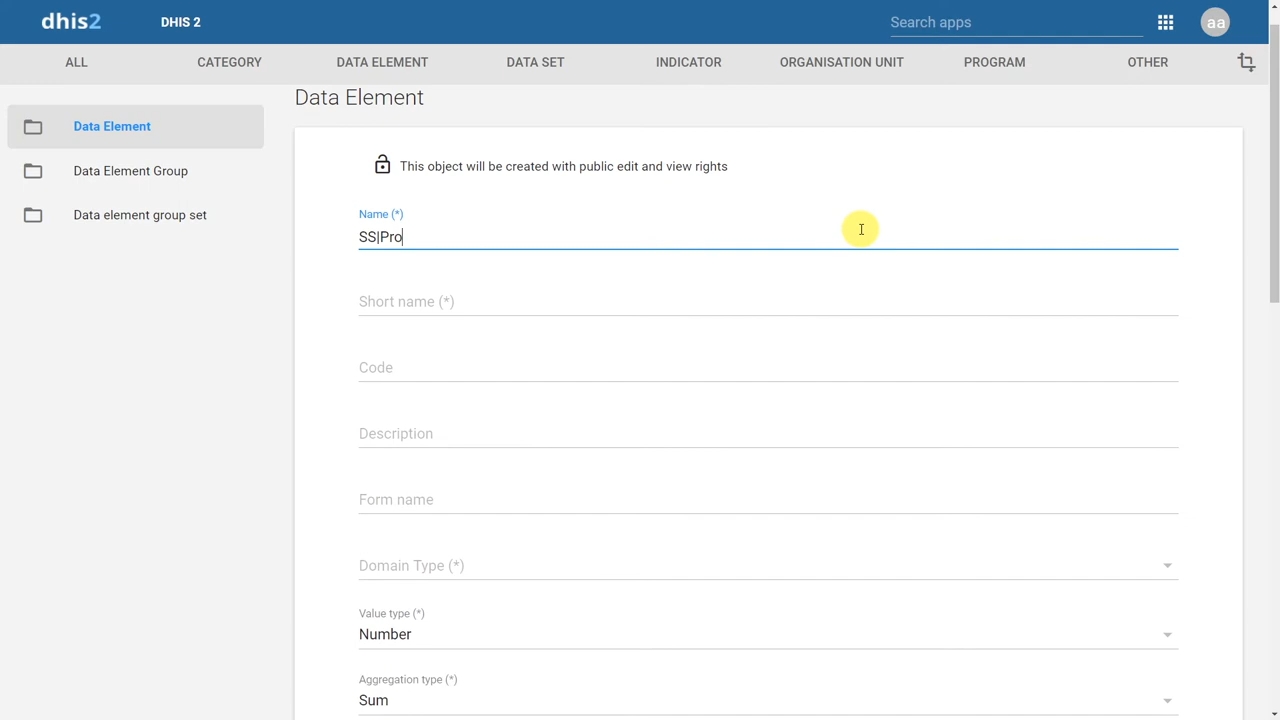 dhis2 DHIS 2 Search apps aa
ALL CATEGORY DATA ELEMENT DATA SET INDICATOR ORGANISATION UNIT PROGRAM OTHER
Data Element
Data Element Group
Data element group set
Data Element
This object will be created with public edit and view rights
Name (*)
SS|Pro
Short name (*)
Code
Description
Form name
Domain Type (*)
Value type (*)
Number
Aggregation type (*)
Sum